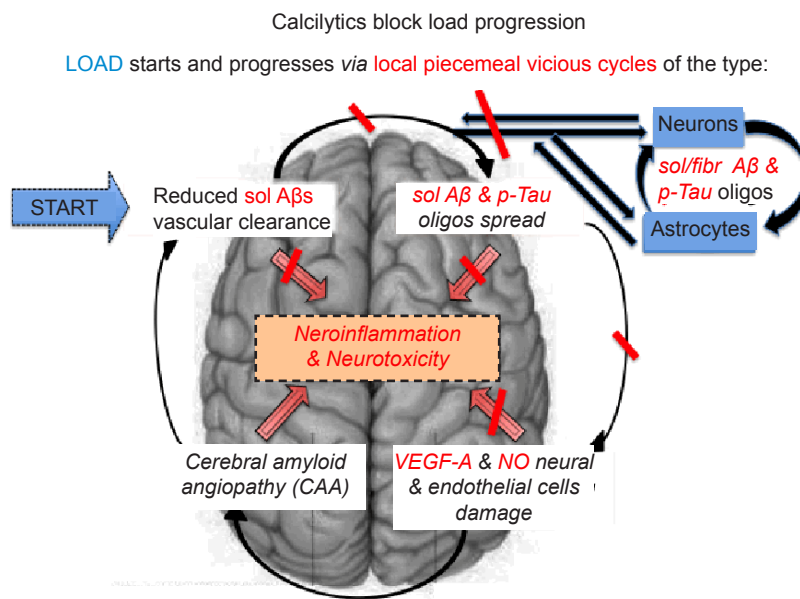 Calcilytics block load progression
LOAD starts and progresses via local piecemeal vicious cycles of the type:
Neurons
sol/fibr Aβ &
p-Tau oligos
Astrocytes
START
Reduced sol Aβs
vascular clearance
sol Aβ & p-Tau
oligos spread
Neroinflammation
& Neurotoxicity
Cerebral amyloid
angiopathy (CAA)
VEGF-A & NO neural
& endothelial cells
damage